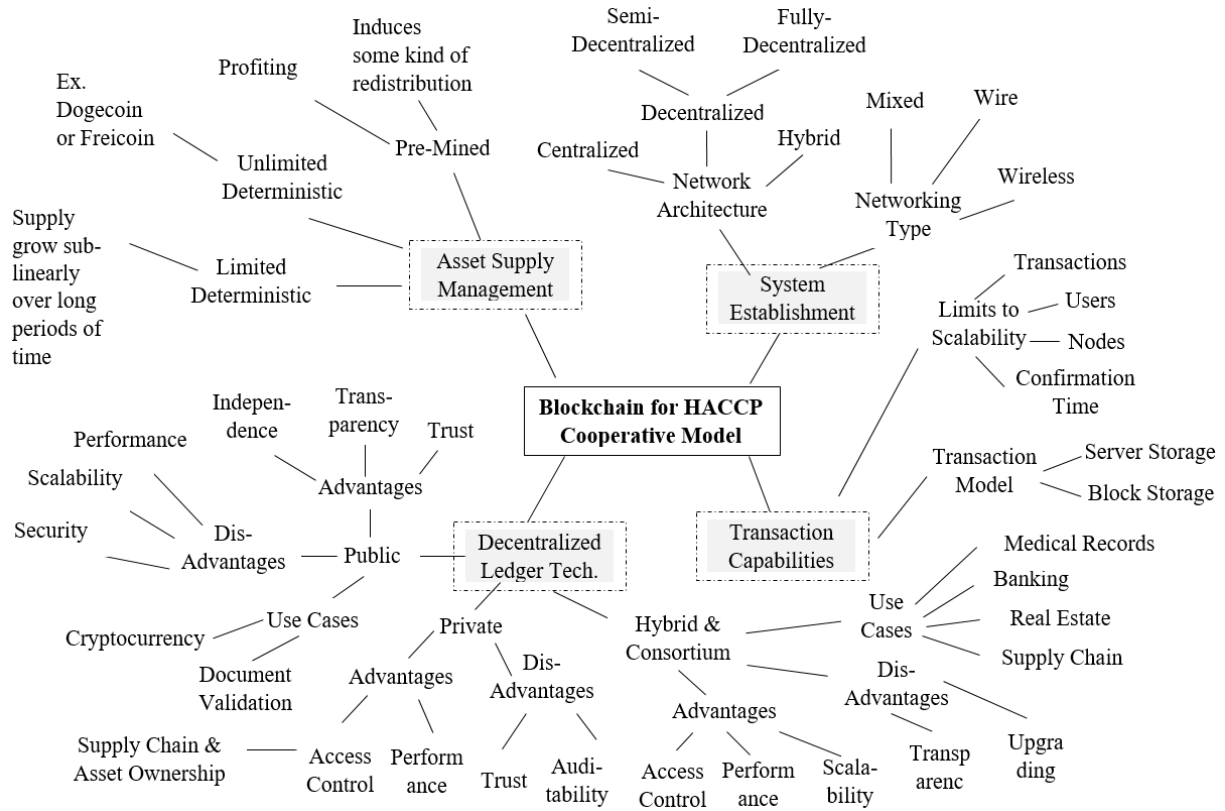 Semi-
Decentralized
Fully-
Decentralized
Induces
some kind of
redistribution
Profiting
Ex.
Dogecoin
or Freicoin
Mixed
Wire
Decentralized
Pre-Mined
Centralized
Hybrid
Unlimited
Deterministic
Network
Architecture
Networking
Type
Wireless
Supply
grow sub-
linearly
over long
periods of
time
Limited
Deterministic
Asset Supply
Management
System
Establishment
Transactions
Limits to
Scalability
Users
Nodes
Confirmation
Time
Blockchain for HACCP
Cooperative Model
Indepen-
dence
Trans-
parency
Trust
Performance
Scalability
Security
Advantages
Dis-
Advantages
Public
Decentralized
Ledger Tech.
Transaction
Capabilities
Transaction
Model
Server Storage
Block Storage
Medical Records
Banking
Real Estate
Supply Chain
Use
Cases
Use Cases
Cryptocurrency
Document
Validation
Private
Hybrid &
Consortium
Advantages
Dis-
Advantages
Dis-
Advantages
Advantages
Supply Chain &
Asset Ownership
Access
Control
Perform
ance
Trust
Audi-
tability
Access
Control
Perform
ance
Scala-
bility
Transp
arenc
Upgra
ding